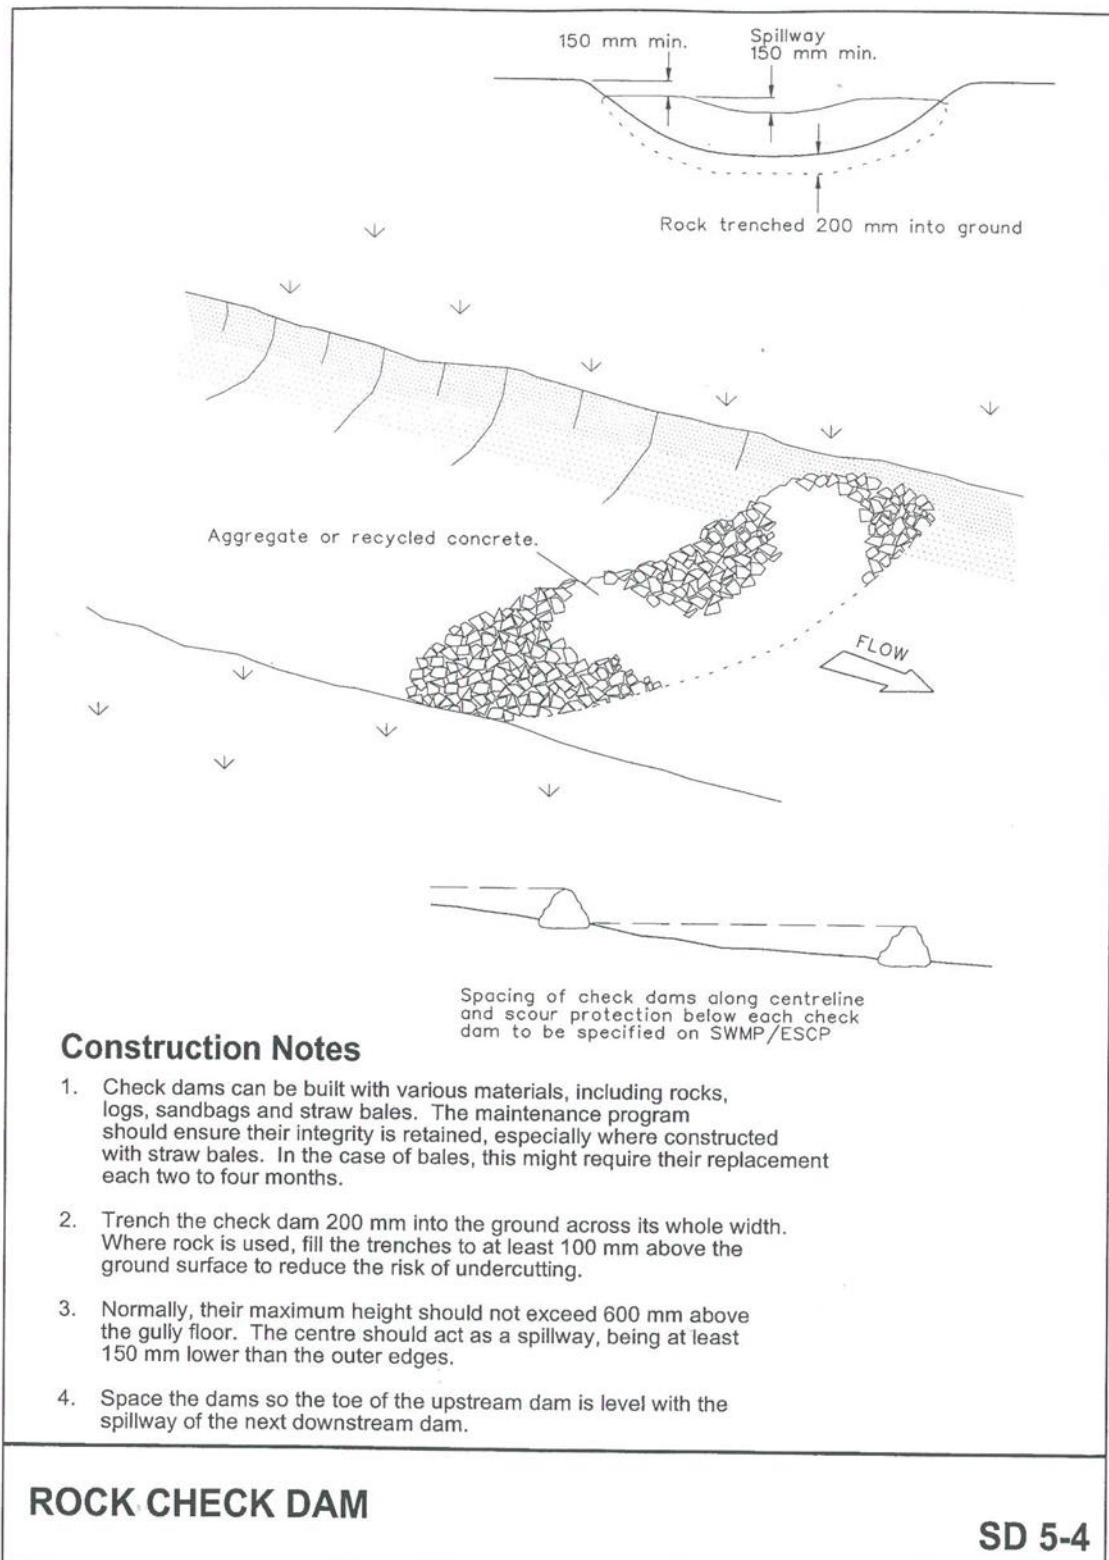 150 mm min.
Spillway
150 mm min.
Rock trenched 200 mm into ground
Aggregate or recycled concrete.
FLOW
Spacing of check dams along centreline
and scour protection below each check
dam to be specified on SWMP/ESCP
Construction Notes
1. Check dams can be built with various materials, including rocks,
logs, sandbags and straw bales. The maintenance program
should ensure their integrity is retained, especially where constructed
with straw bales. In the case of bales, this might require their replacement
each two to four months.
2. Trench the check dam 200 mm into the ground across its whole width.
Where rock is used, fill the trenches to at least 100 mm above the
ground surface to reduce the risk of undercutting.
3. Normally, their maximum height should not exceed 600 mm above
the gully floor. The centre should act as a spillway, being at least
150 mm lower than the outer edges.
4. Space the dams so the toe of the upstream dam is level with the
spillway of the next downstream dam.
ROCK CHECK DAM
SD 5-4